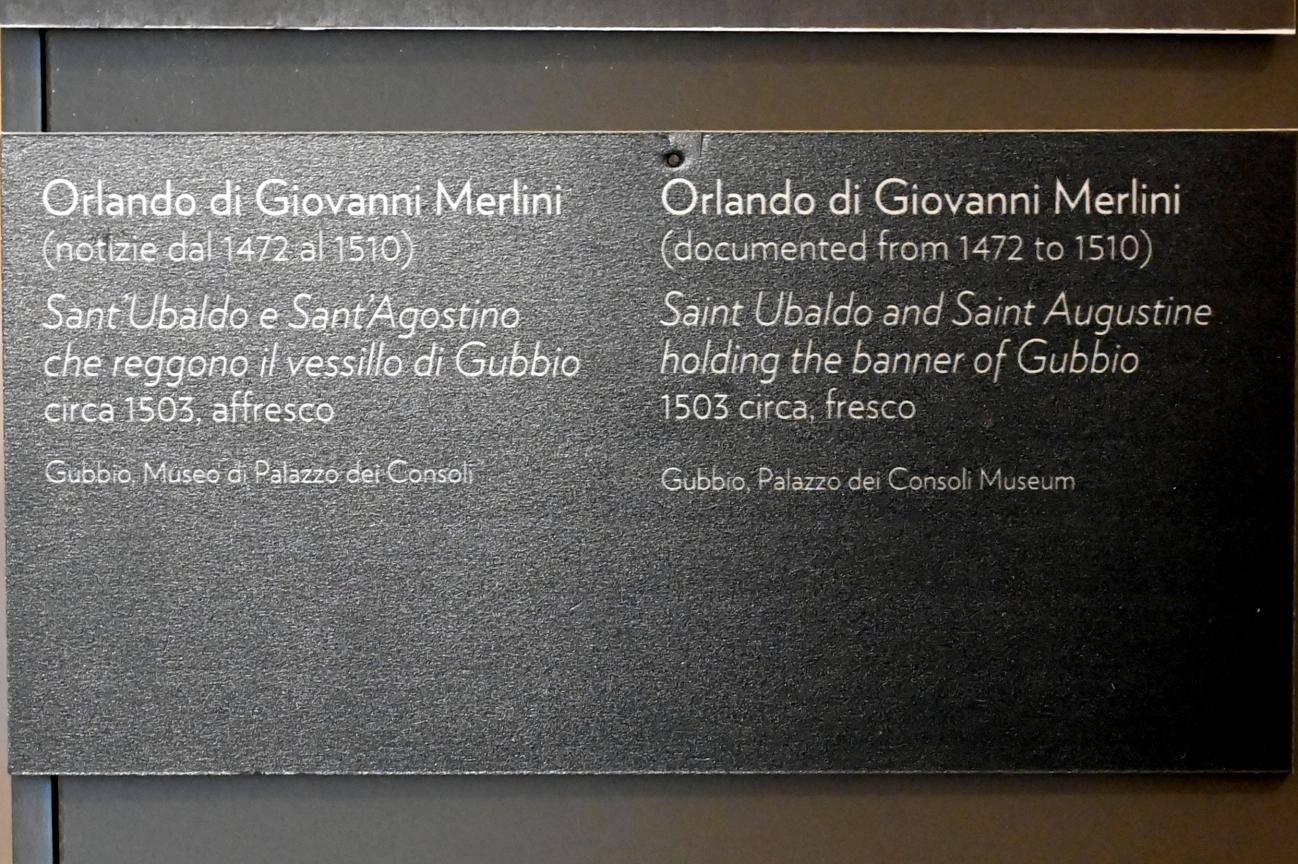 Orlando di Giovanni Merlini
(notizie dal 1472 al 1510)
Sant'Ubaldo e Sant'Agostino
che reggono il vessillo di Gubbio
circa 1503, affresco
Gubbio, Museo di Palazzo dei Consoli
Orlando di Giovanni Merlini
(documented from 1472 to 1510)
Saint Ubaldo and Saint Augustine
holding the banner of Gubbio
1503 circa, fresco
Gubbio, Palazzo dei Consoli Museum